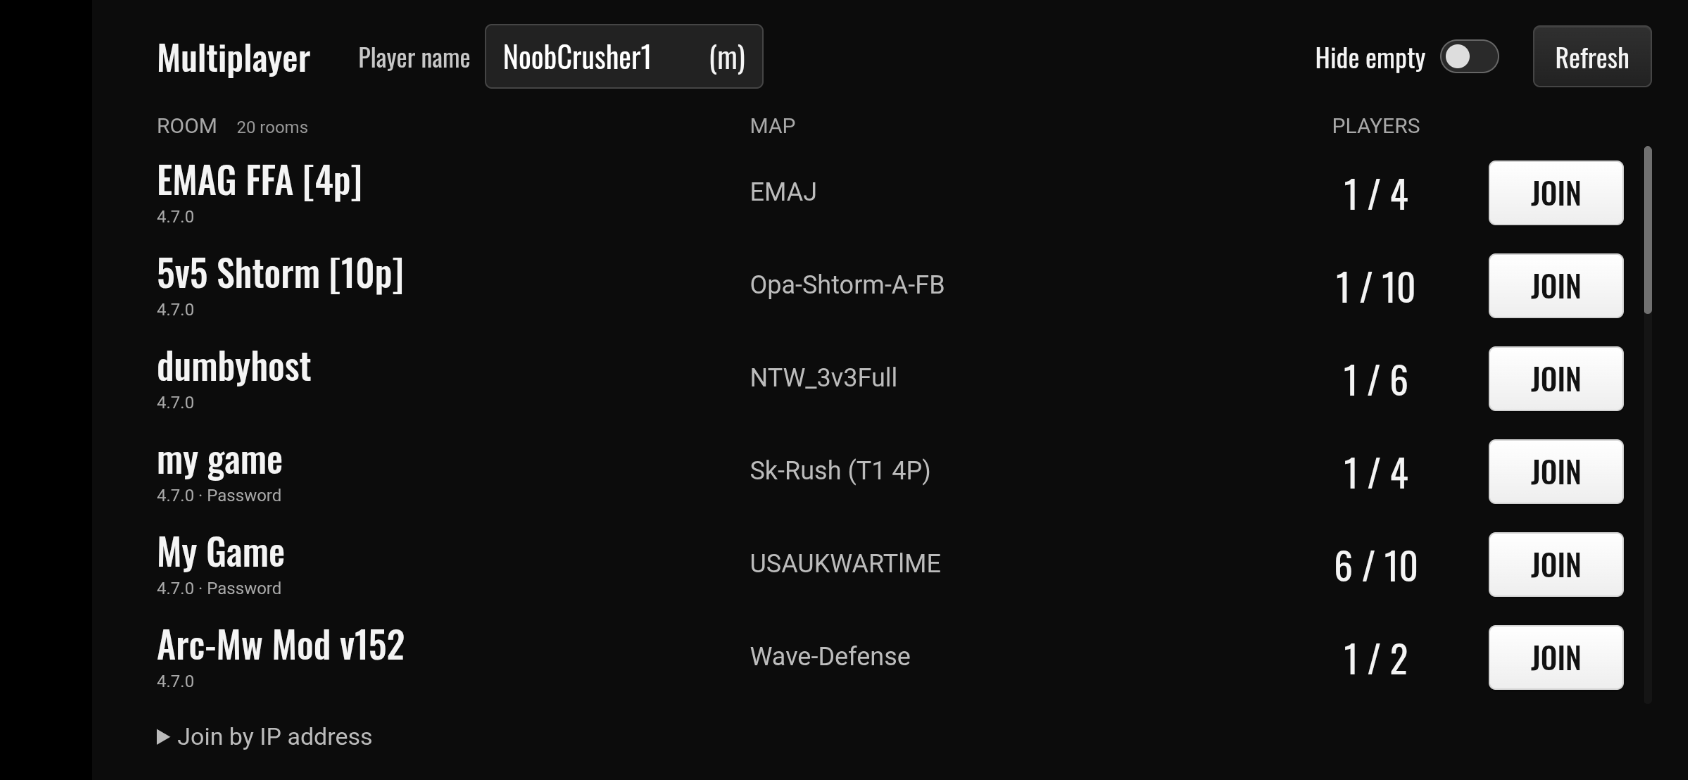 Multiplayer Player name NoobCrusher1 (m) Hide empty Refresh
ROOM 20 rooms MAP PLAYERS
EMAG FFA [4p] EMAJ 1 / 4 JOIN
4.7.0
5v5 Shtorm [10p] Opa-Shtorm-A-FB 1 / 10 JOIN
4.7.0
dumbyhost NTW_3v3Full 1 / 6 JOIN
4.7.0
my game Sk-Rush (T1 4P) 1 / 4 JOIN
4.7.0 · Password
My Game USAUKWARTlME 6 / 10 JOIN
4.7.0 · Password
Arc-Mw Mod v152 Wave-Defense 1 / 2 JOIN
4.7.0
▶ Join by IP address